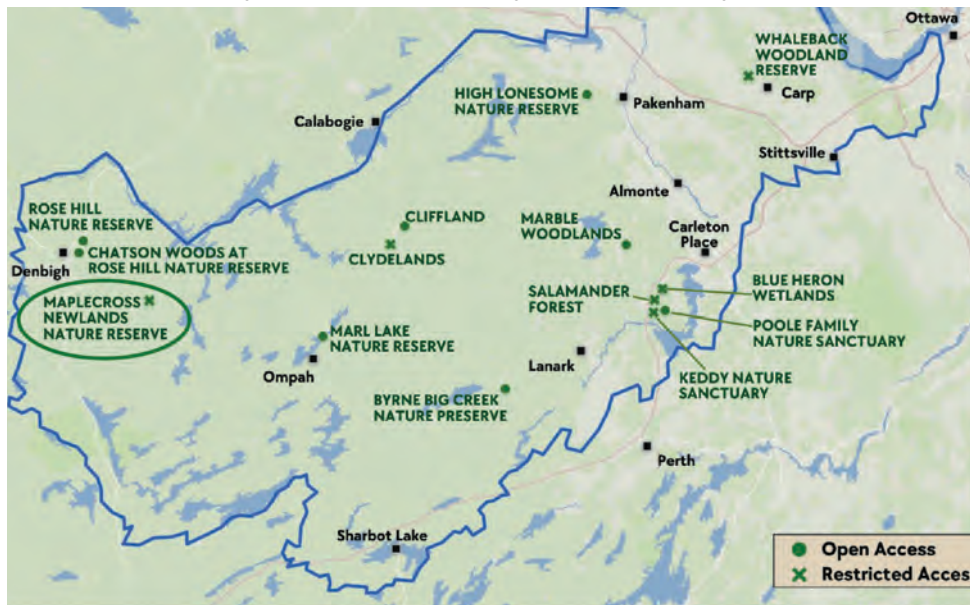 Ottawa
WHALEBACK
WOODLAND
RESERVE
Carp
HIGH LONESOME
NATURE RESERVE
Pakenham
Calabogie
Stittsville
Almonte
ROSE HILL
NATURE RESERVE
CLIFFLAND
MARBLE
WOODLANDS
Carleton
Place
Denbigh
CHATSON WOODS AT
ROSE HILL NATURE RESERVE
CLYDELANDS
MAPLECROSS
NEWLANDS
NATURE RESERVE
SALAMANDER
FOREST
BLUE HERON
WETLANDS
MARL LAKE
NATURE RESERVE
Ompah
Lanark
POOLE FAMILY
NATURE SANCTUARY
BYRNE BIG CREEK
NATURE PRESERVE
KEDDY NATURE
SANCTUARY
Perth
Sharbot Lake
Open Access
Restricted Acces